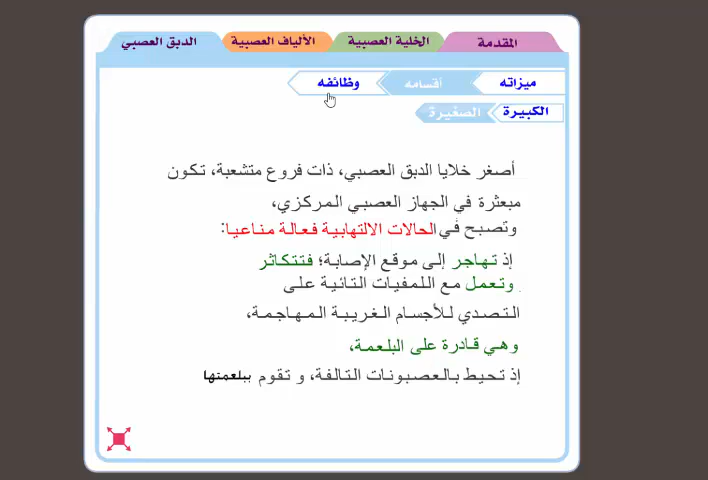 المقدمة الخلية العصبية الألياف العصبية الدبق العصبي
ميزاته أقسامه وظائفه
الكبيرة الصغيرة
أصغر خلايا الدبق العصبي، ذات فروع متشعبة، تكون
مبعثرة في الجهاز العصبي المركزي،
وتصبح في الحالات الالتهابية فعالة مناعيا:
إذ تهاجر إلى موقع الإصابة؛ فتتكاثر
وتعمل مع اللمفيات التائية على
التصدي للأجسام الغريبة المهاجمة،
وهي قادرة على البلعمة،
إذ تحيط بالعصبونات التالفة، و تقوم ببلعمتها